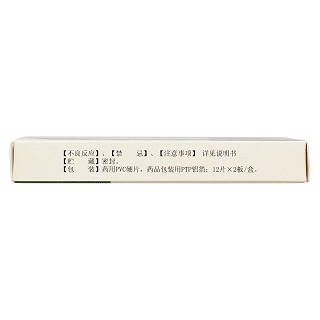 【不良反应】、【禁　　忌】、【注意事项】 详见说明书
【贮　　藏】密封。
【包　　装】药用PVC硬片，药品包装用PTP铝箔；12片×2板/盒。